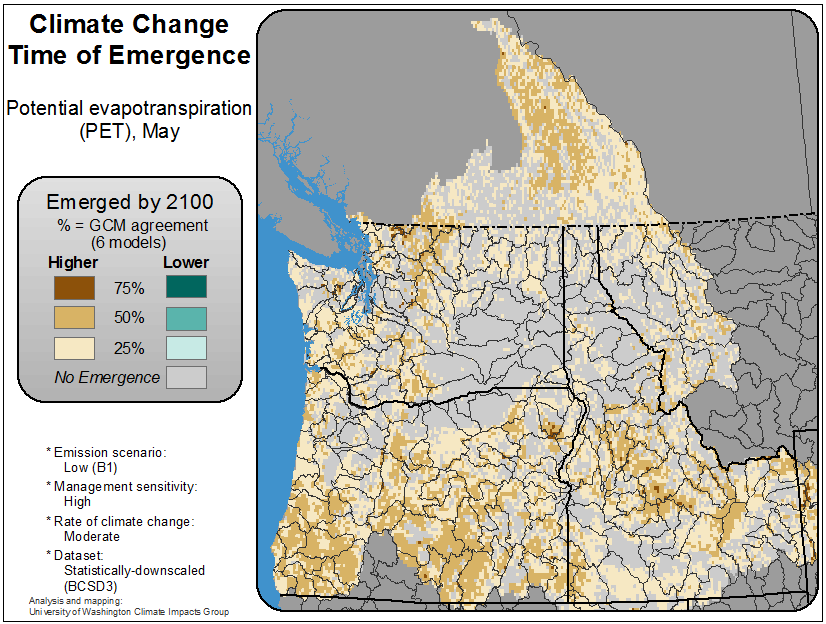 Climate Change
Time of Emergence
Potential evapotranspiration
(PET), May
Emerged by 2100
% = GCM agreement
(6 models)
Higher Lower
75%
50%
25%
No Emergence
* Emission scenario:
Low (B1)
* Management sensitivity:
High
* Rate of climate change:
Moderate
* Dataset:
Statistically-downscaled
(BCSD3)
Analysis and mapping:
University of Washington Climate Impacts Group